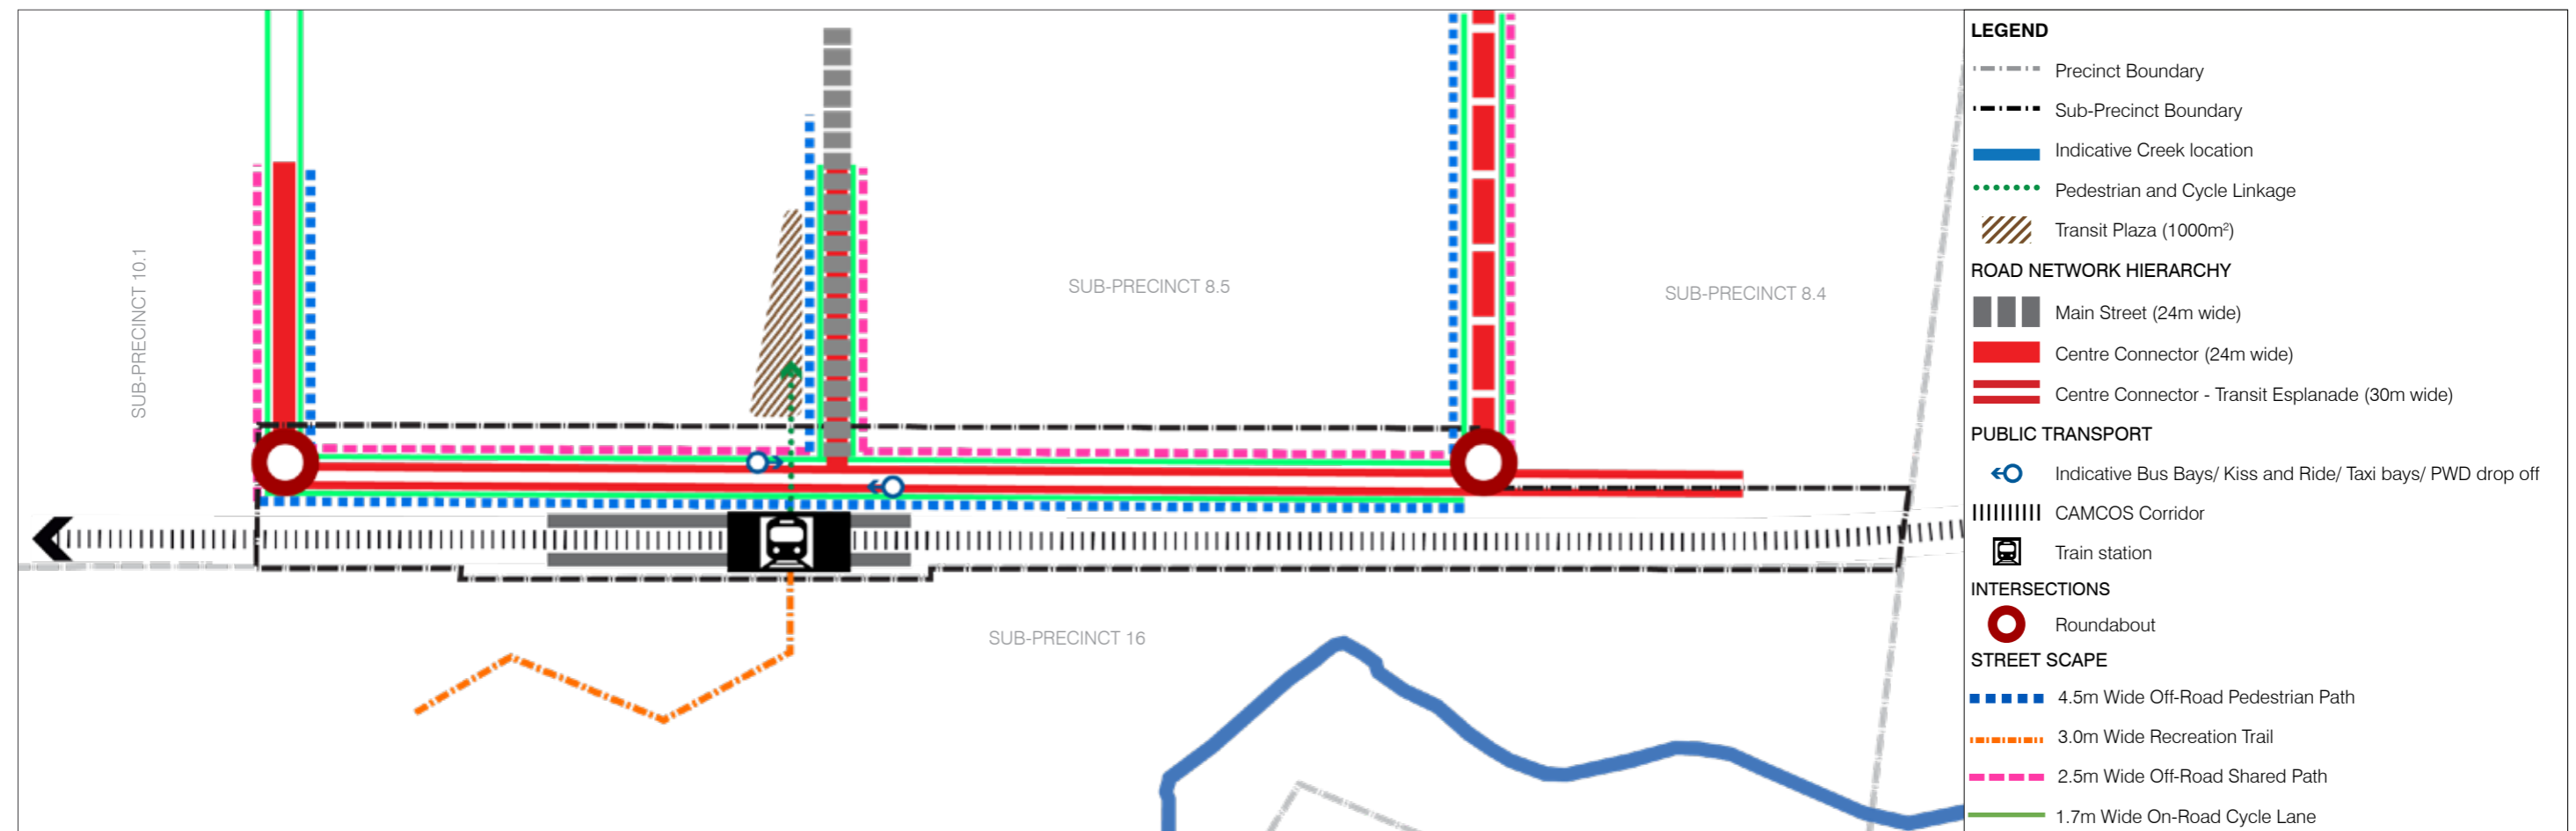 SUB-PRECINCT 10.1
SUB-PRECINCT 8.5
SUB-PRECINCT 8.4
SUB-PRECINCT 16
LEGEND
Precinct Boundary
Sub-Precinct Boundary
Indicative Creek location
Pedestrian and Cycle Linkage
Transit Plaza (1000m²)
ROAD NETWORK HIERARCHY
Main Street (24m wide)
Centre Connector (24m wide)
Centre Connector - Transit Esplanade (30m wide)
PUBLIC TRANSPORT
Indicative Bus Bays/ Kiss and Ride/ Taxi bays/ PWD drop off
CAMCOS Corridor
Train station
INTERSECTIONS
Roundabout
STREET SCAPE
4.5m Wide Off-Road Pedestrian Path
3.0m Wide Recreation Trail
2.5m Wide Off-Road Shared Path
1.7m Wide On-Road Cycle Lane